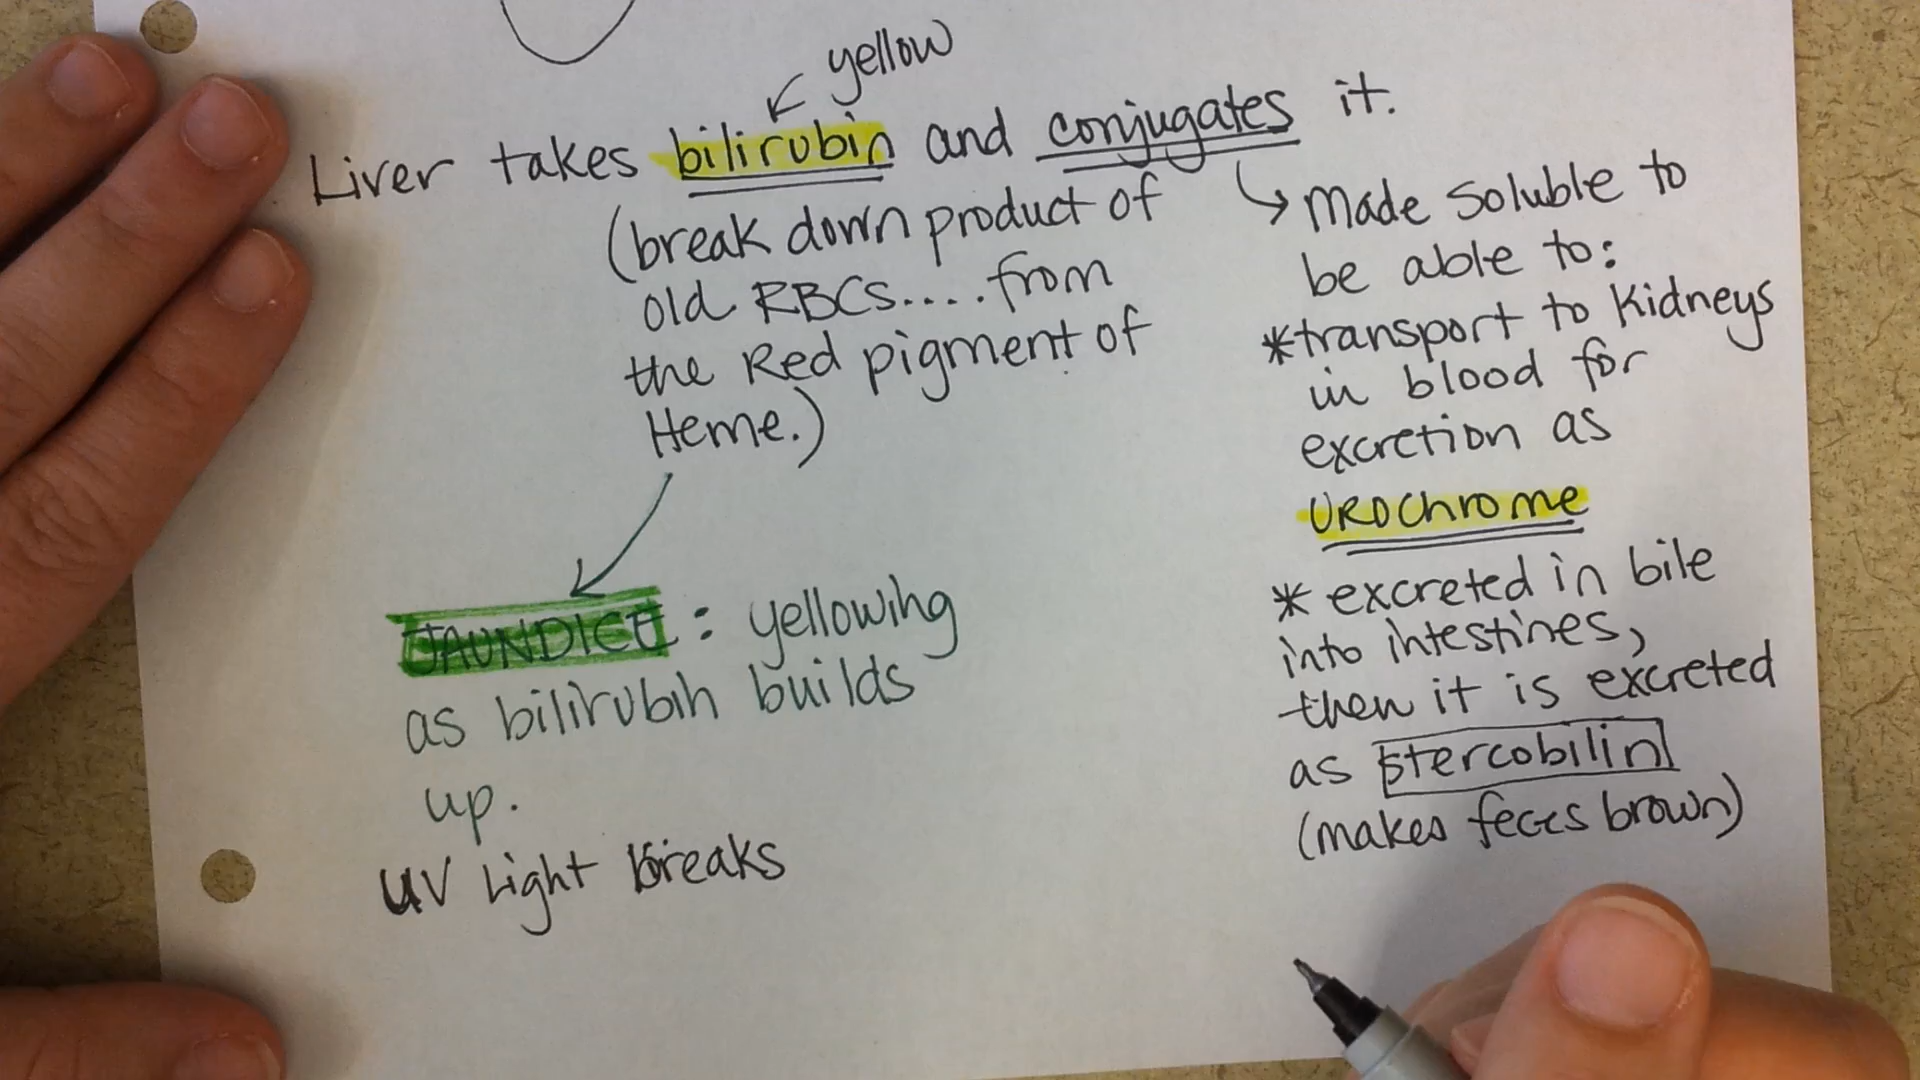 yellow
Liver takes bilirubin and conjugates it.
(break down product of
old RBCs.... from
the Red pigment of
Heme.)
made soluble to
be able to:
*transport to Kidneys
in blood for
excretion as
UROchrome
* excreted in bile
into intestines,
then it is excreted
as stercobilin
(makes feces brown)
JAUNDICE: yellowing
as bilirubin builds
up.
UV Light breaks